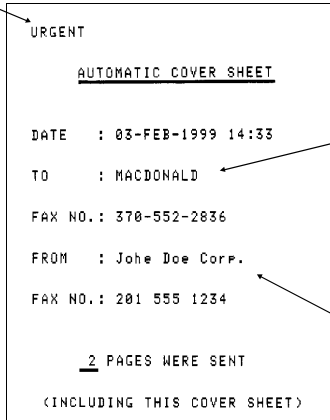 URGENT
AUTOMATIC COVER SHEET
DATE : 03-FEB-1999 14:33
TO : MACDONALD
FAX NO.: 370-552-2836
FROM : Johe Doe Corp.
FAX NO.: 201 555 1234
2 PAGES WERE SENT
(INCLUDING THIS COVER SHEET)